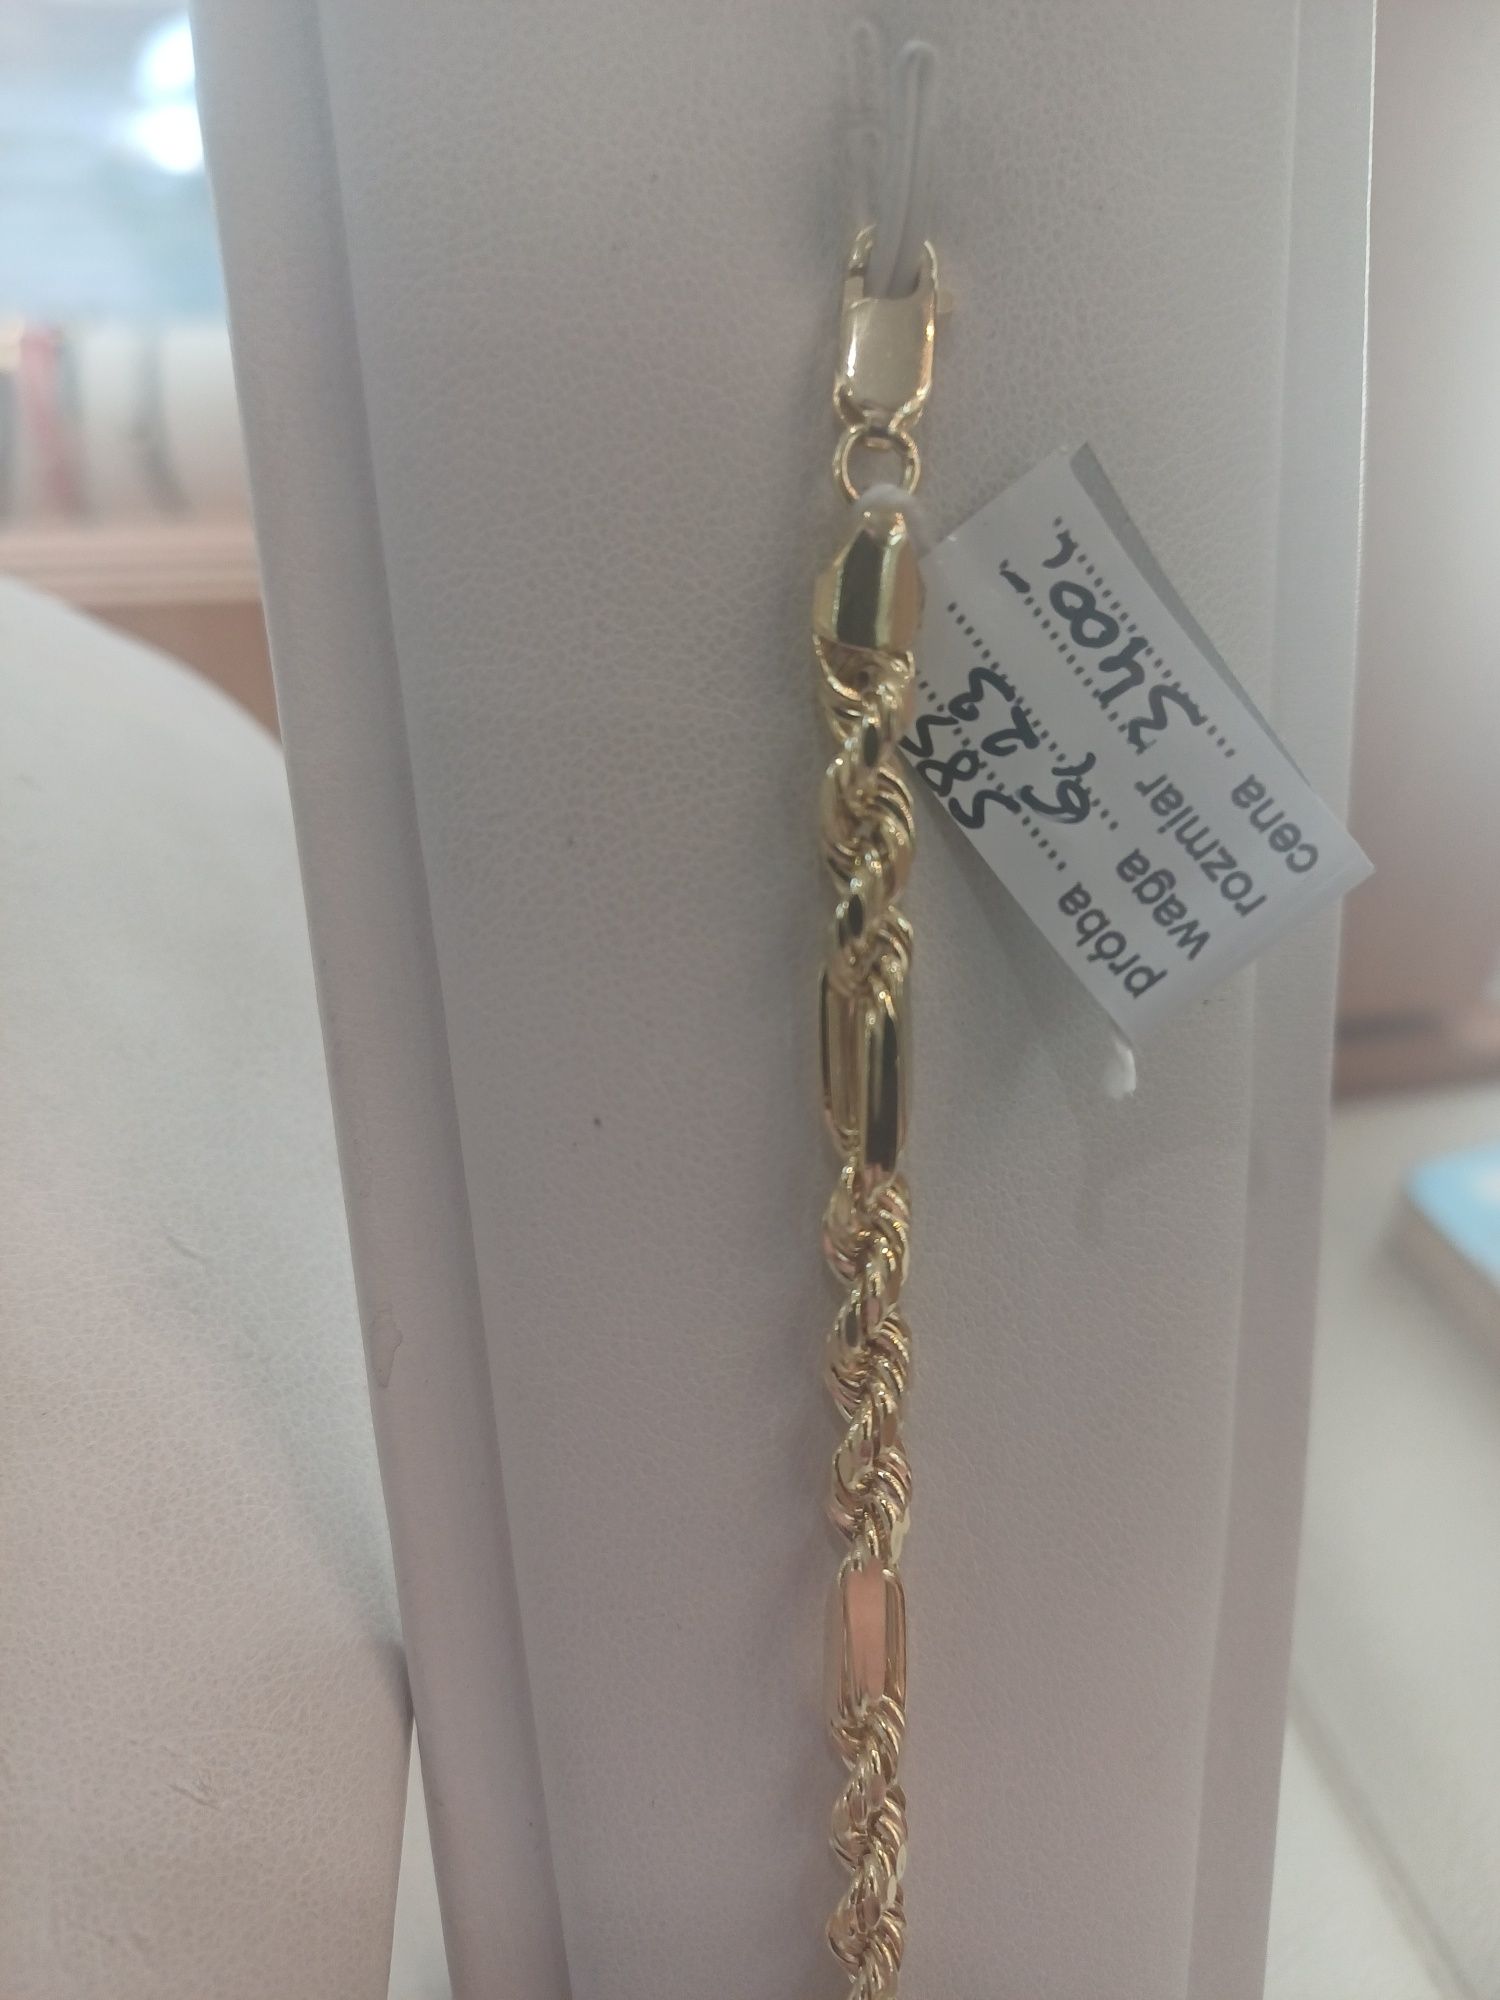 próba 585
waga 6,23
rozmiar
cena 3400,-